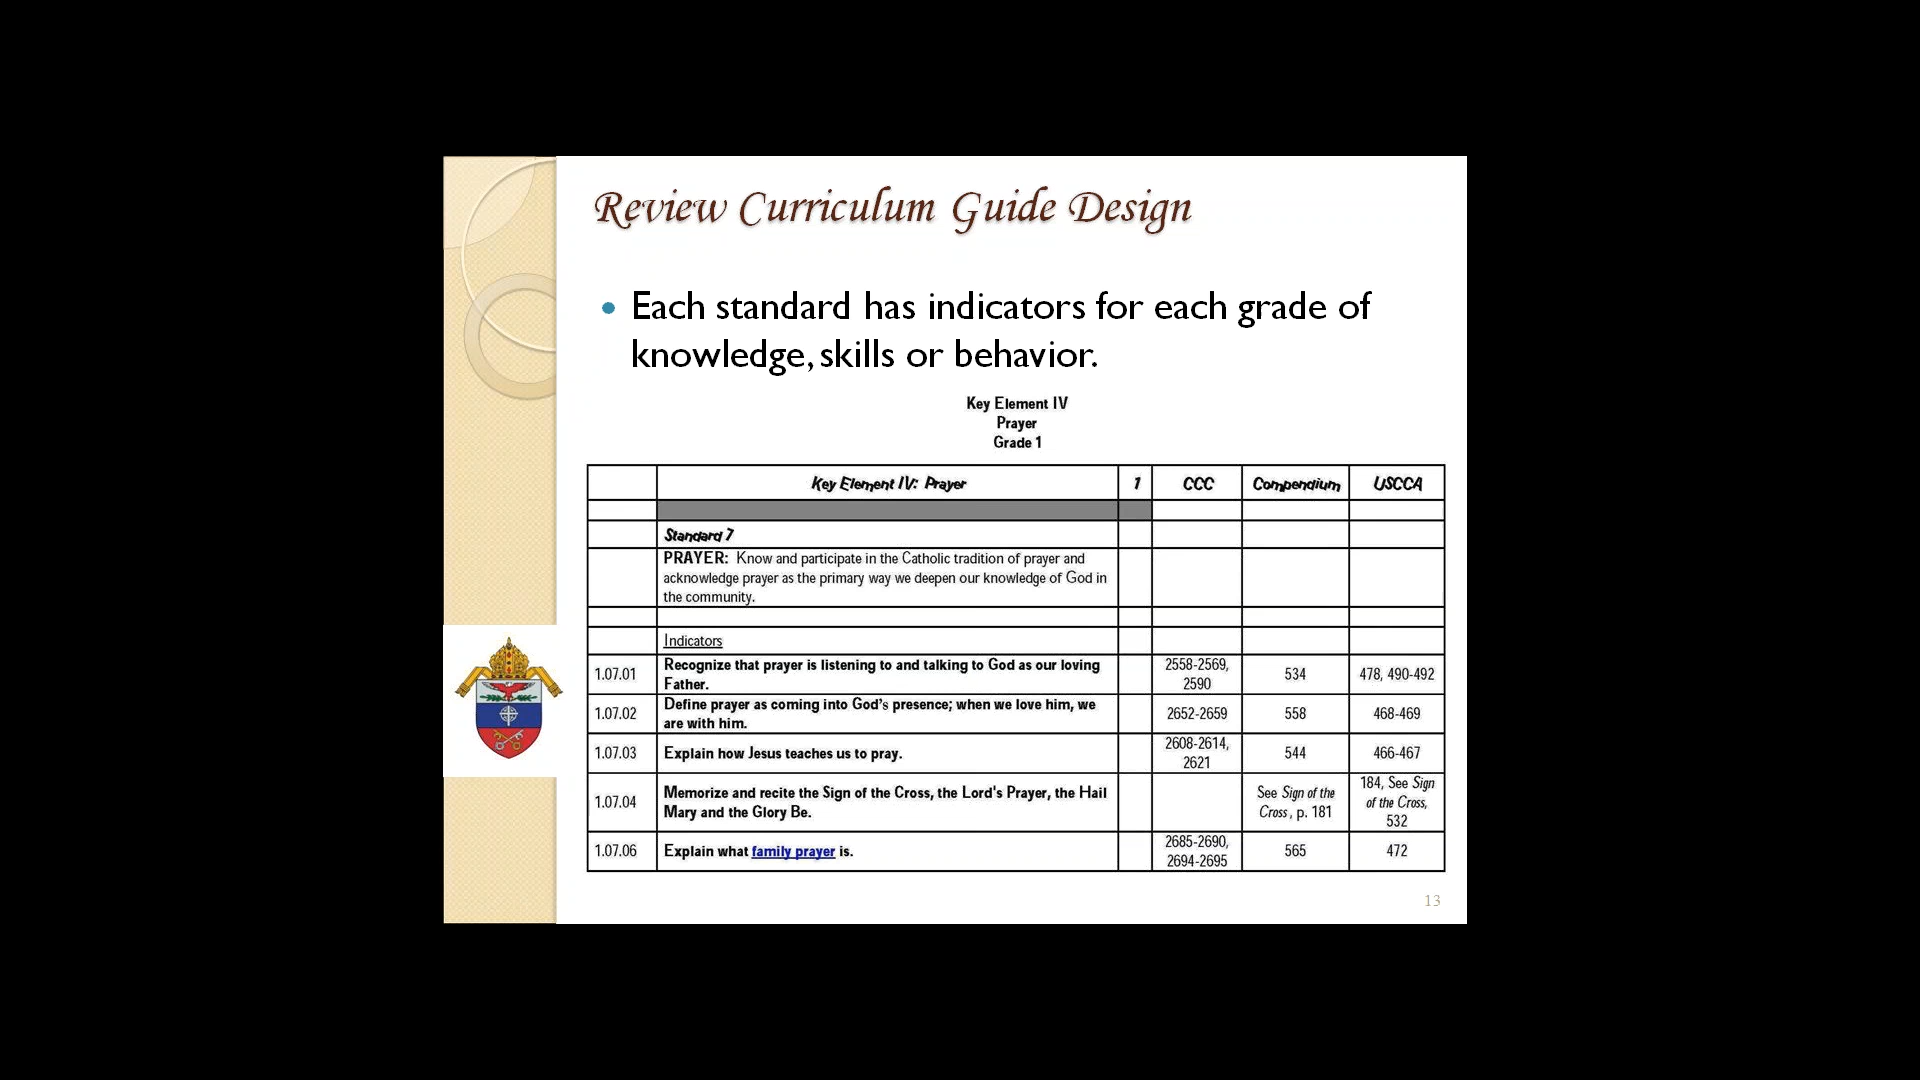 Review Curriculum Guide Design
• Each standard has indicators for each grade of
knowledge, skills or behavior.
Key Element IV
Prayer
Grade 1
Key Element IV: Prayer 1 CCC Compendium USCCA
Standard 7
PRAYER: Know and participate in the Catholic tradition of prayer and
acknowledge prayer as the primary way we deepen our knowledge of God in
the community.
Indicators
1.07.01 Recognize that prayer is listening to and talking to God as our loving
Father. 2558-2569,
2590 534 478, 490-492
1.07.02 Define prayer as coming into God's presence; when we love him, we
are with him. 2652-2659 558 468-469
1.07.03 Explain how Jesus teaches us to pray. 2608-2614,
2621 544 466-467
1.07.04 Memorize and recite the Sign of the Cross, the Lord's Prayer, the Hail
Mary and the Glory Be. See Sign of the
Cross, p. 181 184, See Sign
of the Cross,
532
1.07.06 Explain what family prayer is. 2685-2690,
2694-2695 565 472
13